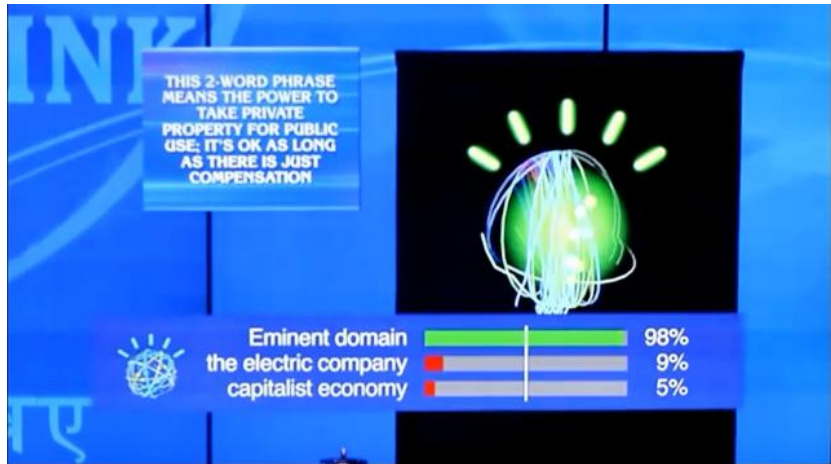 INK
THIS 2-WORD PHRASE
MEANS THE POWER TO
TAKE PRIVATE
PROPERTY FOR PUBLIC
USE; IT'S OK AS LONG
AS THERE IS JUST
COMPENSATION
Eminent domain 98%
the electric company 9%
capitalist economy 5%